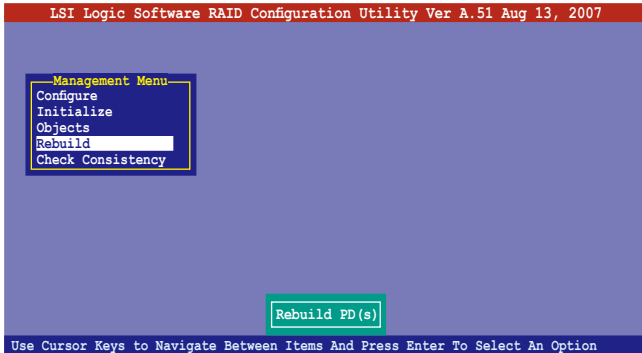 LSI Logic Software RAID Configuration Utility Ver A.51 Aug 13, 2007
Management Menu
Configure
Initialize
Objects
Rebuild
Check Consistency
Rebuild PD(s)
Use Cursor Keys to Navigate Between Items And Press Enter To Select An Option